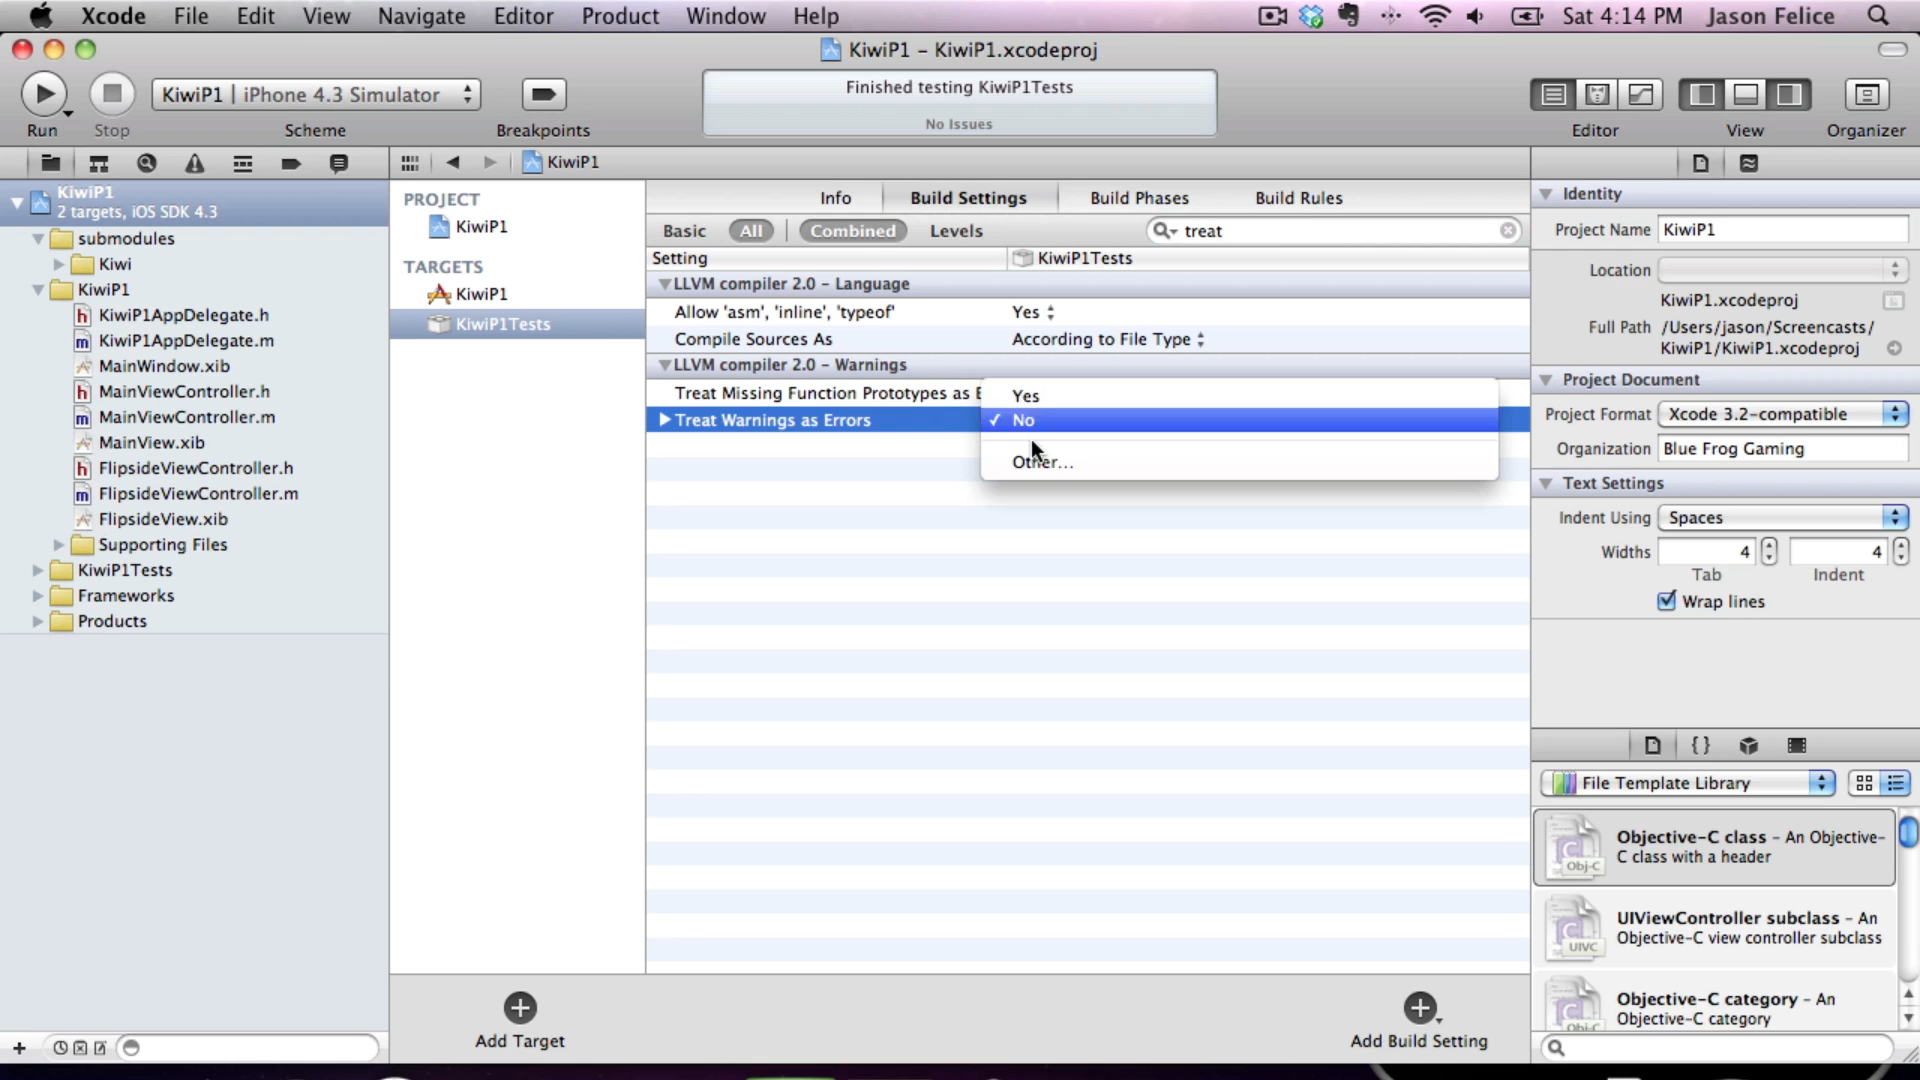 Xcode File Edit View Navigate Editor Product Window Help Sat 4:14 PM Jason Felice
KiwiP1 – KiwiP1.xcodeproj
KiwiP1 | iPhone 4.3 Simulator
Finished testing KiwiP1Tests
No Issues
Run Stop Scheme Breakpoints Editor View Organizer
KiwiP1
KiwiP1
2 targets, iOS SDK 4.3
submodules
Kiwi
KiwiP1
KiwiP1AppDelegate.h
KiwiP1AppDelegate.m
MainWindow.xib
MainViewController.h
MainViewController.m
MainView.xib
FlipsideViewController.h
FlipsideViewController.m
FlipsideView.xib
Supporting Files
KiwiP1Tests
Frameworks
Products
PROJECT
KiwiP1
TARGETS
KiwiP1
KiwiP1Tests
Add Target
Info Build Settings Build Phases Build Rules
Basic All Combined Levels treat
Setting KiwiP1Tests
LLVM compiler 2.0 – Language
Allow 'asm', 'inline', 'typeof' Yes
Compile Sources As According to File Type
LLVM compiler 2.0 – Warnings
Treat Missing Function Prototypes as E
Treat Warnings as Errors
Yes
✓ No
Other...
Add Build Setting
Identity
Project Name KiwiP1
Location
KiwiP1.xcodeproj
Full Path /Users/jason/Screencasts/
KiwiP1/KiwiP1.xcodeproj
Project Document
Project Format Xcode 3.2-compatible
Organization Blue Frog Gaming
Text Settings
Indent Using Spaces
Widths 4 4
Tab Indent
Wrap lines
{}
File Template Library
Obj-C
Objective-C class – An Objective-
C class with a header
UIVC
UIViewController subclass – An
Objective-C view controller subclass
Obj-C
Objective-C category – An
Objective-C category